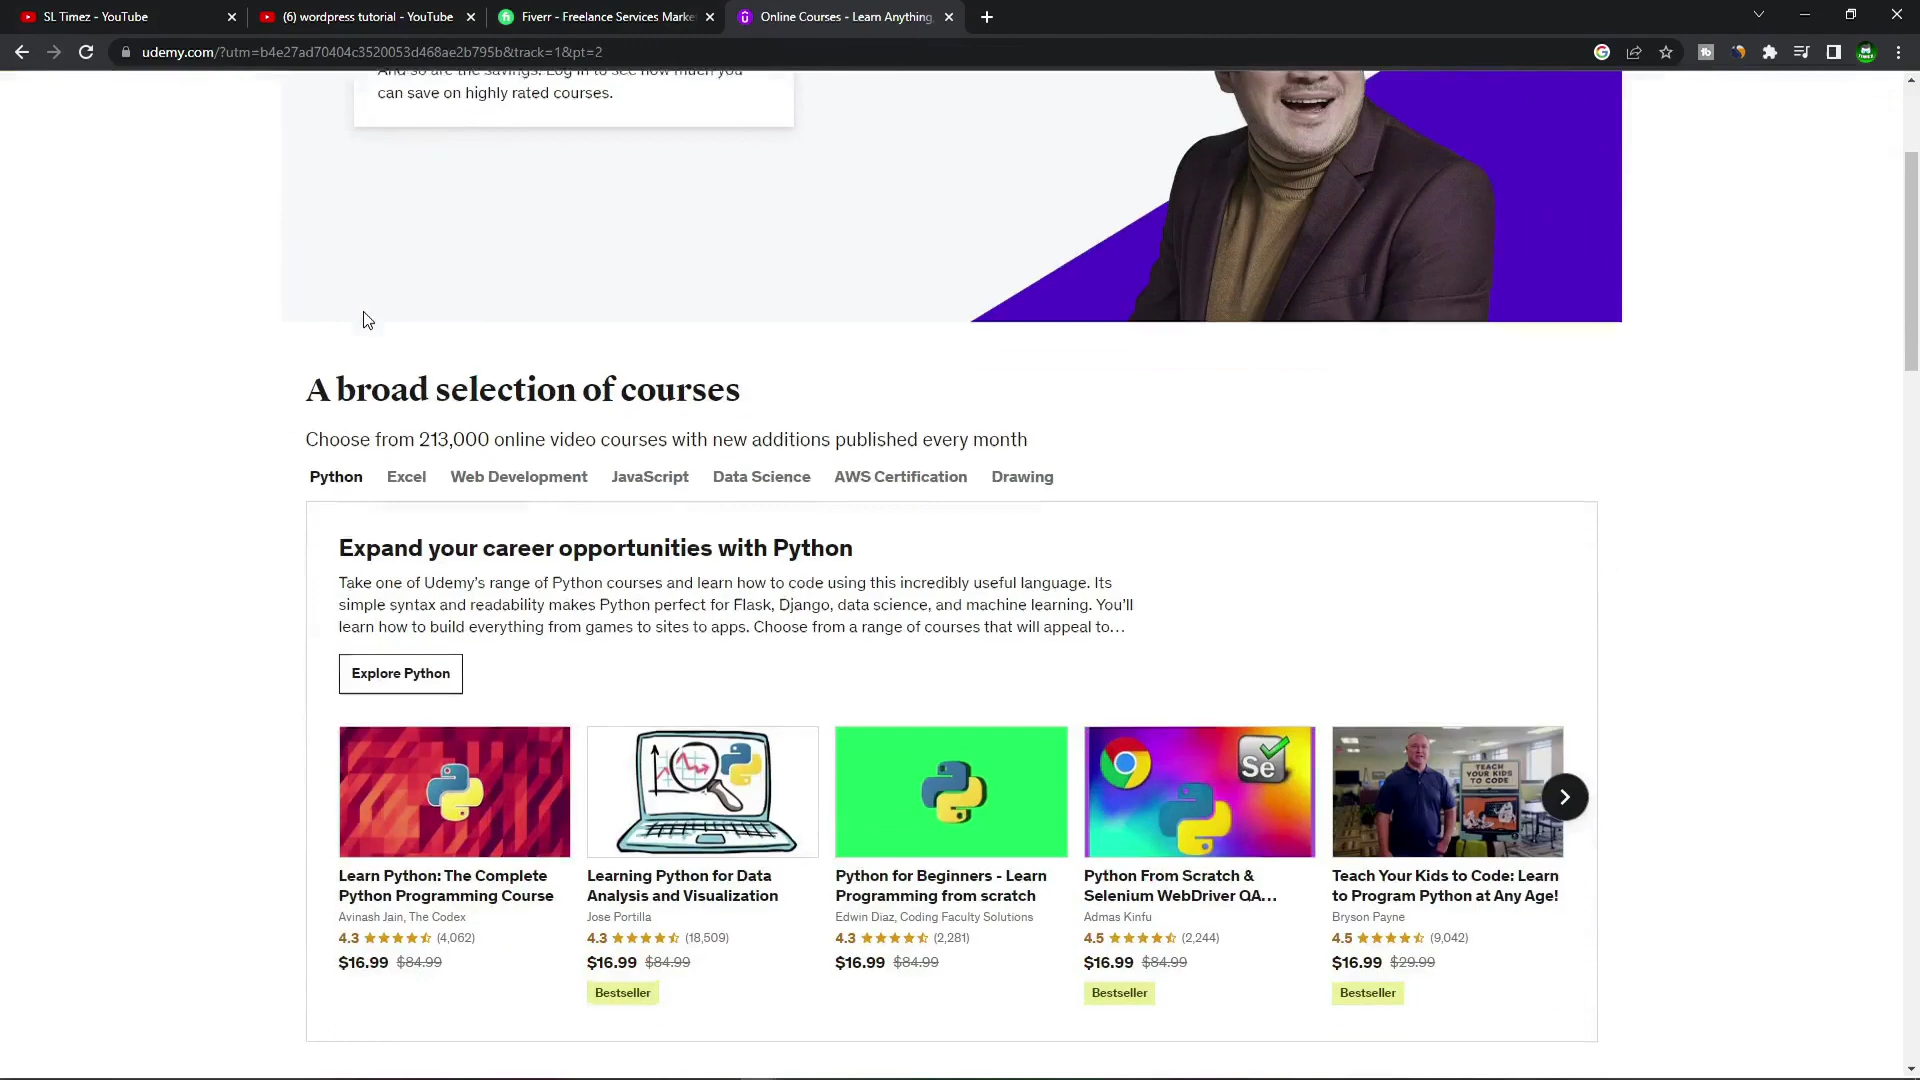 SL Timez - YouTube
(6) wordpress tutorial - YouTube
Fiverr - Freelance Services Marke
Online Courses - Learn Anything,
udemy.com/?utm=b4e27ad70404c3520053d468ae2b795b&track=1&pt=2
And so are the savings. Log in to see how much you
can save on highly rated courses.
A broad selection of courses
Choose from 213,000 online video courses with new additions published every month
Python Excel Web Development JavaScript Data Science AWS Certification Drawing
Expand your career opportunities with Python
Take one of Udemy's range of Python courses and learn how to code using this incredibly useful language. Its
simple syntax and readability makes Python perfect for Flask, Django, data science, and machine learning. You'll
learn how to build everything from games to sites to apps. Choose from a range of courses that will appeal to...
Explore Python
Se
TEACH
YOUR KIDS
TO CODE
Learn Python: The Complete
Python Programming Course
Avinash Jain, The Codex
4.3 (4,062)
$16.99 $84.99
Learning Python for Data
Analysis and Visualization
Jose Portilla
4.3 (18,509)
$16.99 $84.99
Bestseller
Python for Beginners - Learn
Programming from scratch
Edwin Diaz, Coding Faculty Solutions
4.3 (2,281)
$16.99 $84.99
Python From Scratch &
Selenium WebDriver QA...
Admas Kinfu
4.5 (2,244)
$16.99 $84.99
Bestseller
Teach Your Kids to Code: Learn
to Program Python at Any Age!
Bryson Payne
4.5 (9,042)
$16.99 $29.99
Bestseller